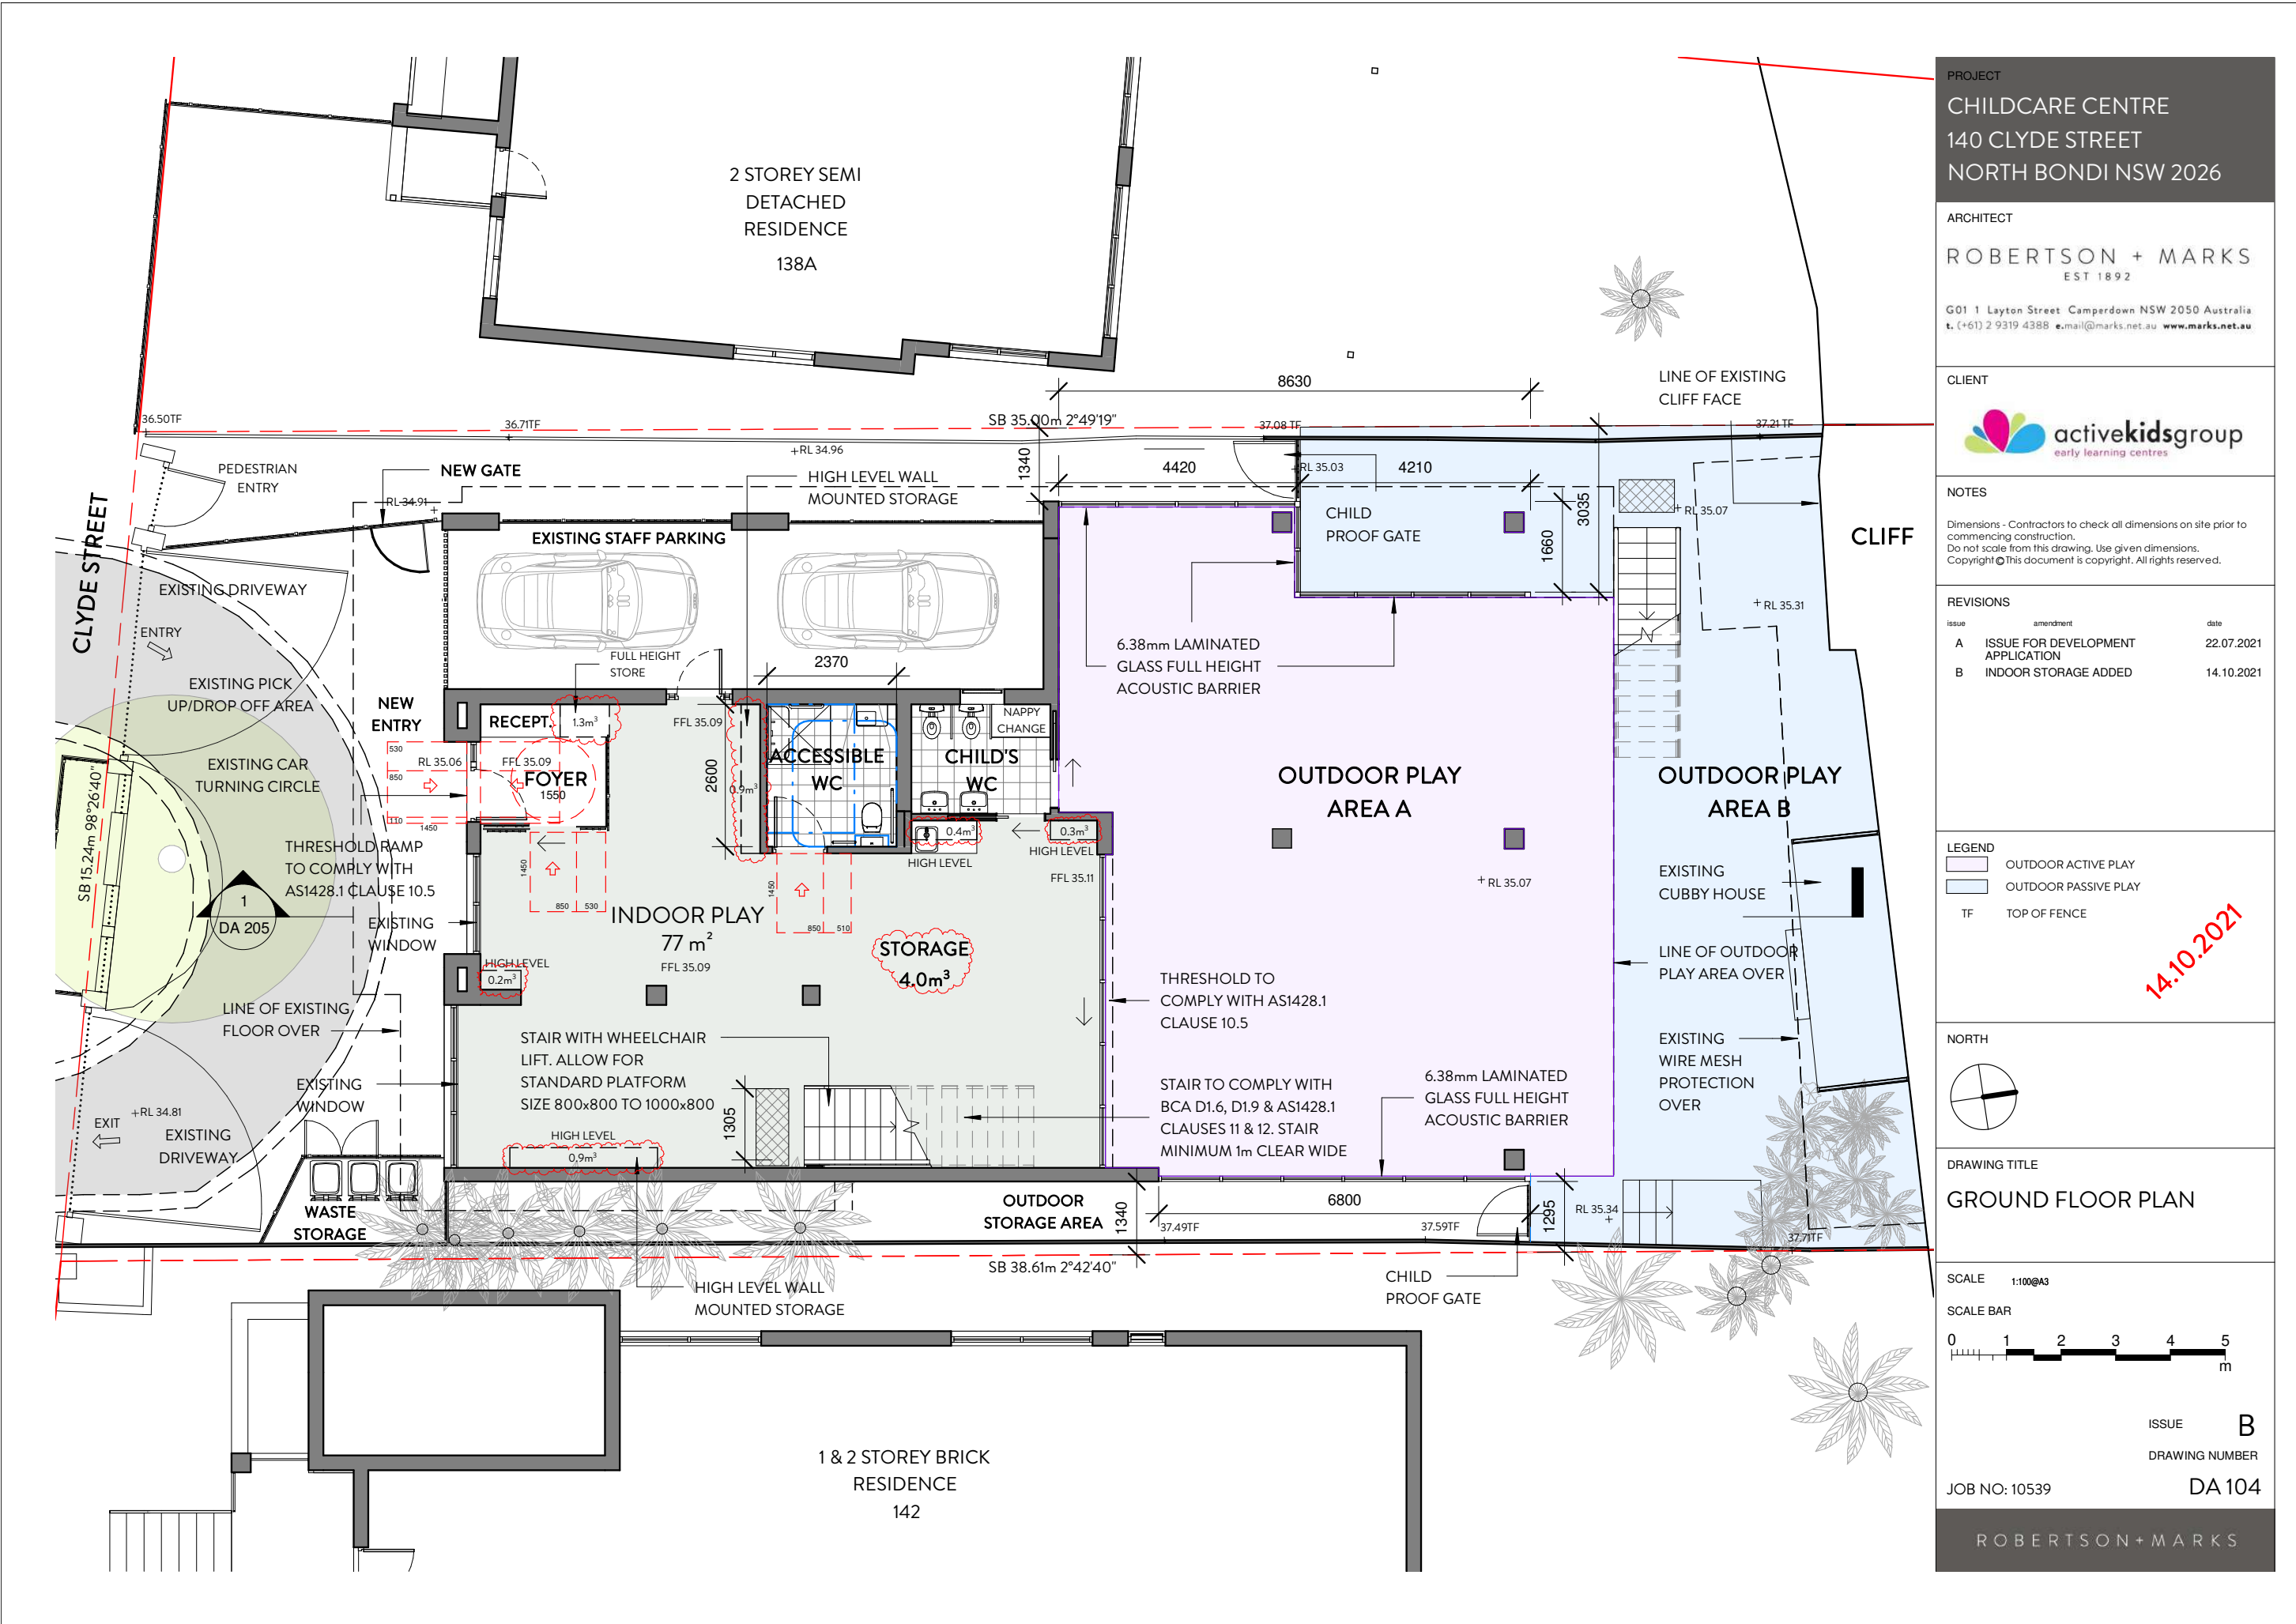 2 STOREY SEMI
DETACHED
RESIDENCE
138A
8630
SB 35.00m 2°49'19"
36.50TF
36.71TF
37.08 TF
37.21 TF
LINE OF EXISTING
CLIFF FACE
PEDESTRIAN
ENTRY
NEW GATE
RL 34.96
RL 34.91
HIGH LEVEL WALL
MOUNTED STORAGE
1340
4420
RL 35.03
4210
3035
1660
RL 35.07
CHILD
PROOF GATE
CLIFF
CLYDE STREET
EXISTING STAFF PARKING
EXISTING DRIVEWAY
ENTRY
EXISTING PICK
UP/DROP OFF AREA
NEW
ENTRY
FULL HEIGHT
STORE
2370
6.38mm LAMINATED
GLASS FULL HEIGHT
ACOUSTIC BARRIER
RL 35.31
RECEPT.
1.3m³
FFL 35.09
NAPPY
CHANGE
530
850
110
1450
RL 35.06
FFL 35.09
FOYER
1550
2600
0.9m³
ACCESSIBLE
WC
CHILD'S
WC
EXISTING CAR
TURNING CIRCLE
OUTDOOR PLAY
AREA A
OUTDOOR PLAY
AREA B
SB 15.24m 98°26'40"
THRESHOLD RAMP
TO COMPLY WITH
AS1428.1 CLAUSE 10.5
0.4m³
HIGH LEVEL
0.3m³
HIGH LEVEL
FFL 35.11
1450
850
530
1450
850
510
1
DA 205
EXISTING
WINDOW
INDOOR PLAY
77 m²
FFL 35.09
STORAGE
4.0m³
HIGH LEVEL
0.2m³
RL 35.07
EXISTING
CUBBY HOUSE
LINE OF OUTDOOR
PLAY AREA OVER
THRESHOLD TO
COMPLY WITH AS1428.1
CLAUSE 10.5
LINE OF EXISTING
FLOOR OVER
STAIR WITH WHEELCHAIR
LIFT. ALLOW FOR
STANDARD PLATFORM
SIZE 800x800 TO 1000x800
EXISTING
WIRE MESH
PROTECTION
OVER
EXISTING
WINDOW
1305
STAIR TO COMPLY WITH
BCA D1.6, D1.9 & AS1428.1
CLAUSES 11 & 12. STAIR
MINIMUM 1m CLEAR WIDE
6.38mm LAMINATED
GLASS FULL HEIGHT
ACOUSTIC BARRIER
EXIT
RL 34.81
EXISTING
DRIVEWAY
HIGH LEVEL
0.9m³
WASTE
STORAGE
OUTDOOR
STORAGE AREA
1340
6800
1295
37.49TF
37.59TF
RL 35.34
37.71TF
SB 38.61m 2°42'40"
HIGH LEVEL WALL
MOUNTED STORAGE
CHILD
PROOF GATE
1 & 2 STOREY BRICK
RESIDENCE
142
PROJECT
CHILDCARE CENTRE
140 CLYDE STREET
NORTH BONDI NSW 2026
ARCHITECT
ROBERTSON + MARKS
EST 1892
G01 1 Layton Street Camperdown NSW 2050 Australia
t. (+61) 2 9319 4388 e.mail@marks.net.au www.marks.net.au
CLIENT
activekidsgroup
early learning centres
NOTES
Dimensions - Contractors to check all dimensions on site prior to
commencing construction.
Do not scale from this drawing. Use given dimensions.
Copyright © This document is copyright. All rights reserved.
REVISIONS
issue amendment date
A ISSUE FOR DEVELOPMENT APPLICATION 22.07.2021
B INDOOR STORAGE ADDED 14.10.2021
LEGEND
OUTDOOR ACTIVE PLAY
OUTDOOR PASSIVE PLAY
TF TOP OF FENCE
14.10.2021
NORTH
DRAWING TITLE
GROUND FLOOR PLAN
SCALE 1:100@A3
SCALE BAR
0 1 2 3 4 5
m
ISSUE B
DRAWING NUMBER
JOB NO: 10539 DA 104
ROBERTSON+MARKS